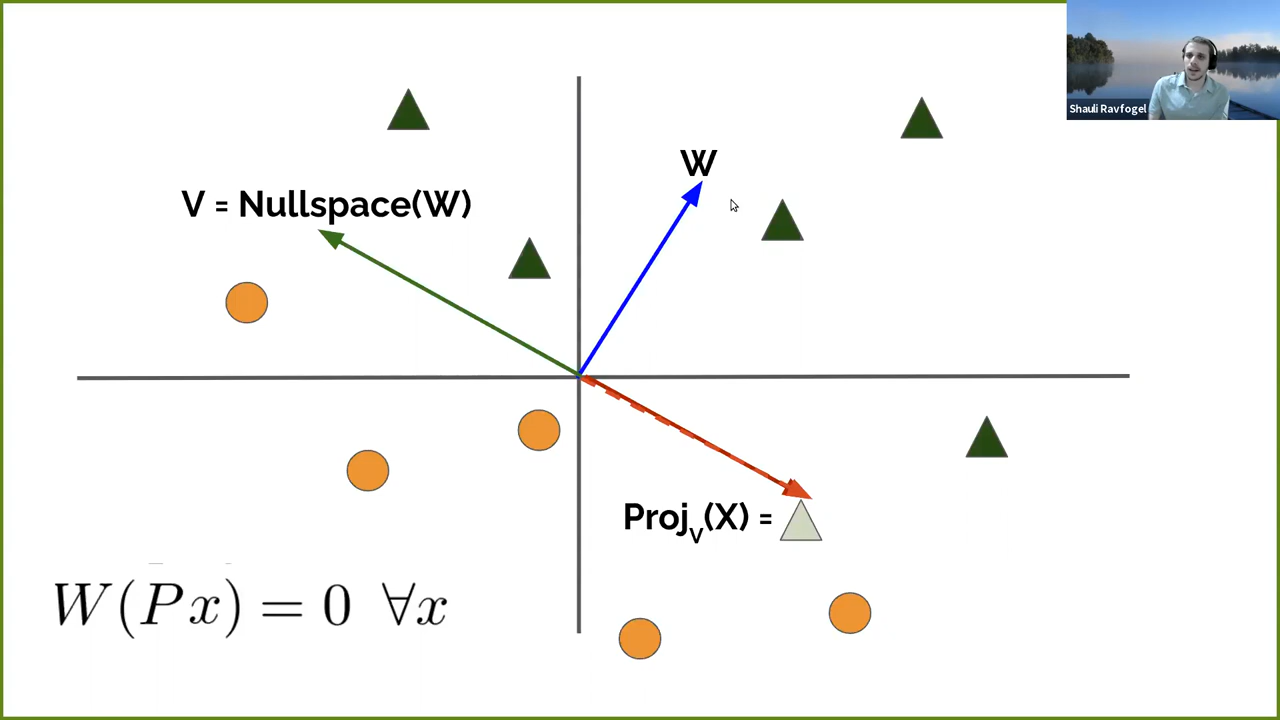 Shauli Ravfogel
W
V = Nullspace(W)
Proj_V(X) =
W(Px) = 0 ∀x